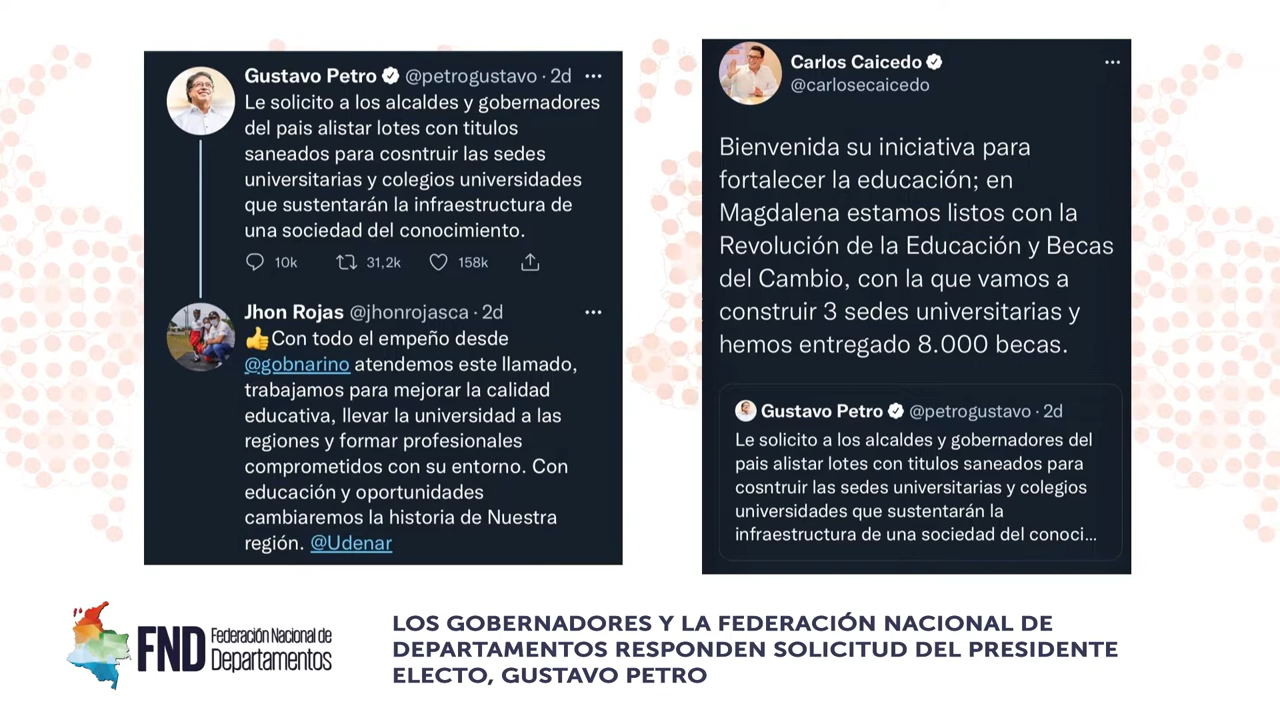 Gustavo Petro @petrogustavo · 2d
Le solicito a los alcaldes y gobernadores
del pais alistar lotes con titulos
saneados para cosntruir las sedes
universitarias y colegios universidades
que sustentarán la infraestructura de
una sociedad del conocimiento.
10k 31,2k 158k
Jhon Rojas @jhonrojasca · 2d
👍Con todo el empeño desde
@gobnarino atendemos este llamado,
trabajamos para mejorar la calidad
educativa, llevar la universidad a las
regiones y formar profesionales
comprometidos con su entorno. Con
educación y oportunidades
cambiaremos la historia de Nuestra
región. @Udenar
Carlos Caicedo
@carlosecaicedo
Bienvenida su iniciativa para
fortalecer la educación; en
Magdalena estamos listos con la
Revolución de la Educación y Becas
del Cambio, con la que vamos a
construir 3 sedes universitarias y
hemos entregado 8.000 becas.
Gustavo Petro @petrogustavo · 2d
Le solicito a los alcaldes y gobernadores del
pais alistar lotes con titulos saneados para
cosntruir las sedes universitarias y colegios
universidades que sustentarán la
infraestructura de una sociedad del conoci...
FND Federación Nacional de
Departamentos
LOS GOBERNADORES Y LA FEDERACIÓN NACIONAL DE
DEPARTAMENTOS RESPONDEN SOLICITUD DEL PRESIDENTE
ELECTO, GUSTAVO PETRO